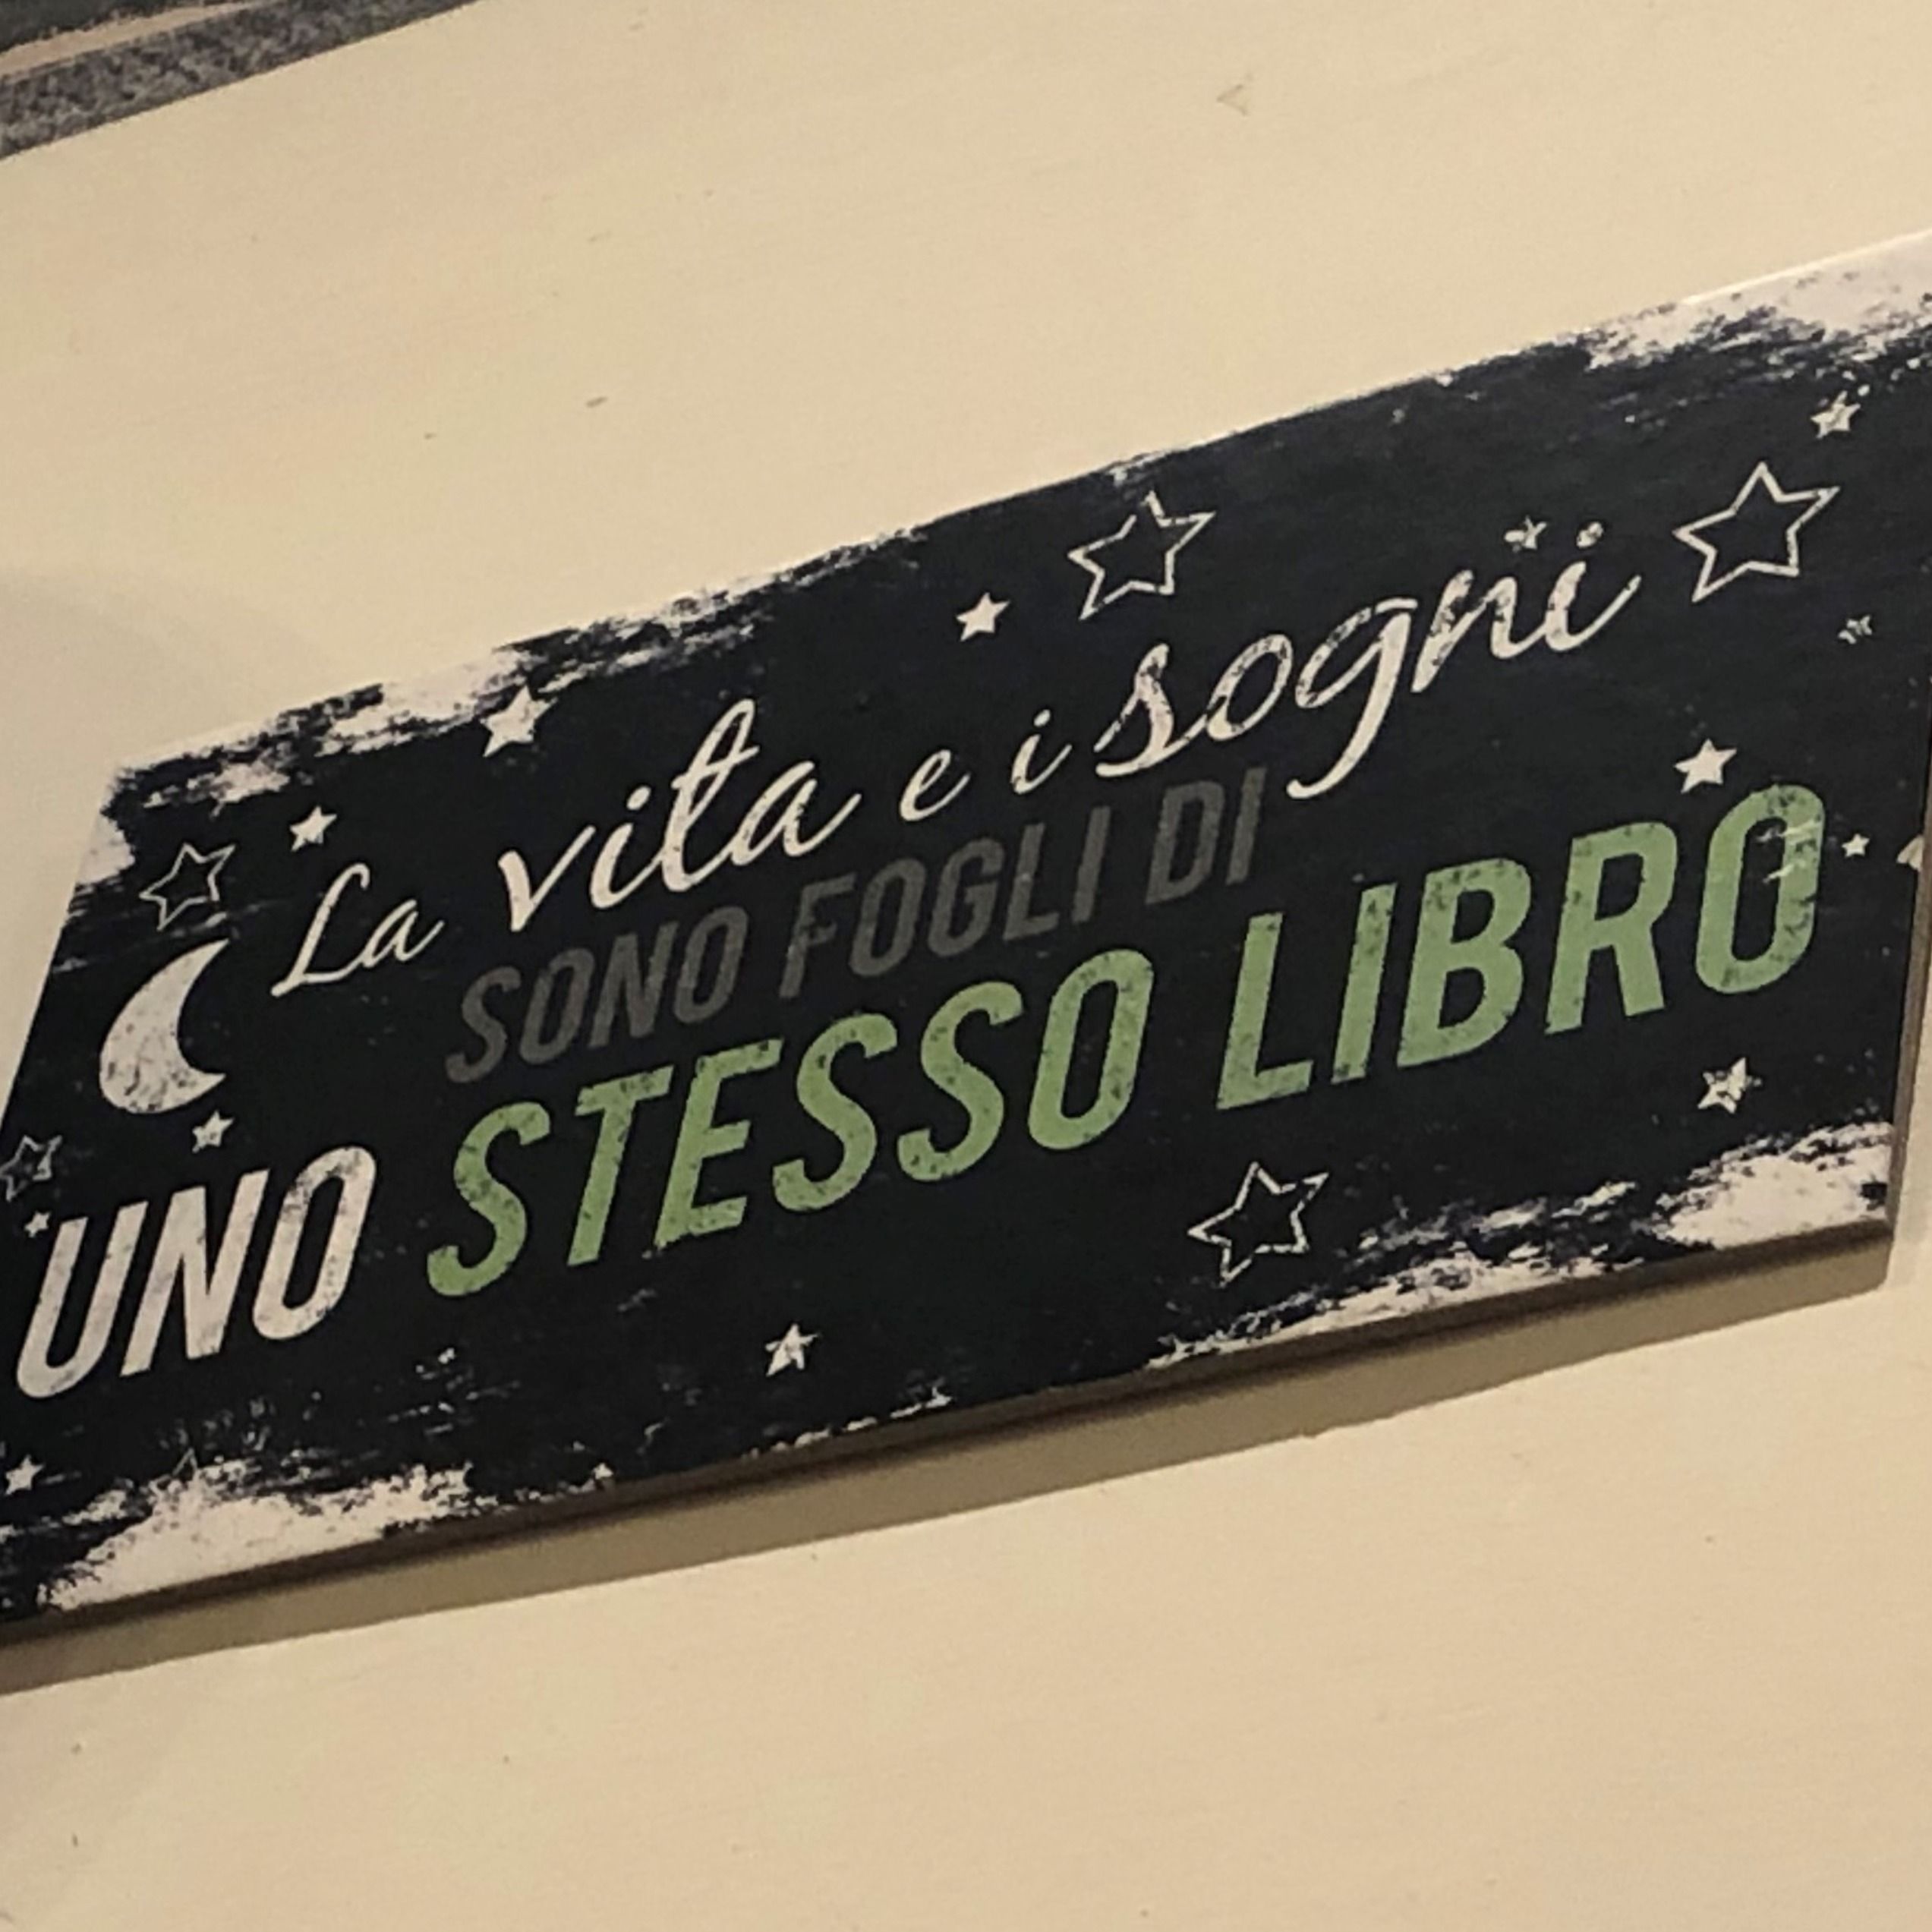 La vita e i sogni
SONO FOGLI DI
UNO STESSO LIBRO